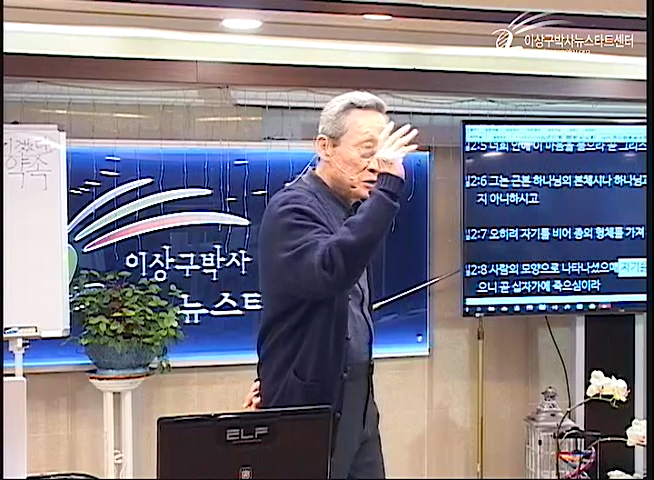 이상구박사뉴스타트센터
약속
이상구박사
뉴스타
ELF
2:5 너희 안에 이 마음을 품으라 곧 그리스
2:6 그는 근본 하나님의 본체시나 하나님과
지 아니하시고
2:7 오히려 자기를 비어 종의 형체를 가져
2:8 사람의 모양으로 나타나셨으매 자기를
으니 곧 십자가에 죽으심이라